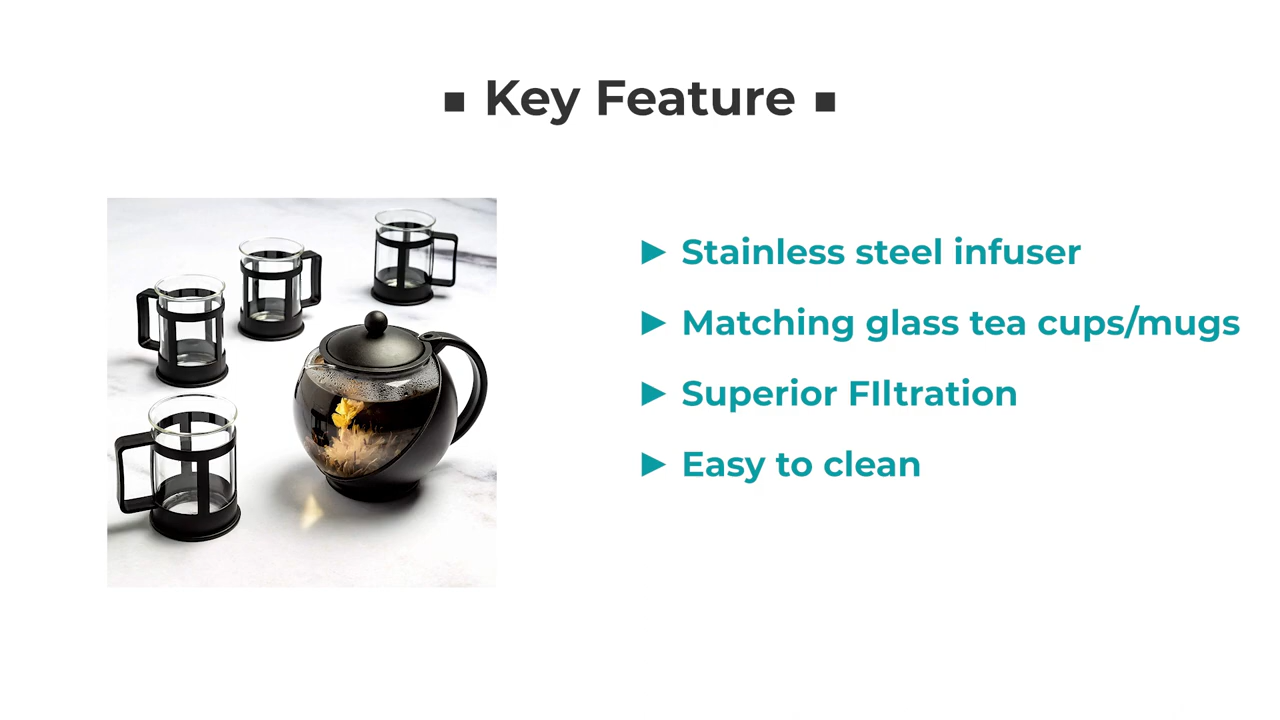 ▪ Key Feature ▪
► Stainless steel infuser
► Matching glass tea cups/mugs
► Superior FIltration
► Easy to clean